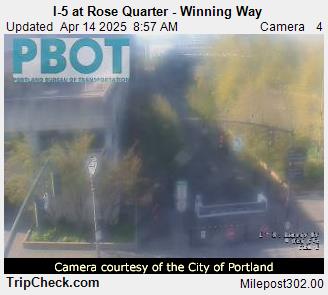 I-5 at Rose Quarter - Winning Way
Updated Apr 14 2025 8:57 AM Camera 4
PBOT
PORTLAND BUREAU OF TRANSPORTATION
Camera courtesy of the City of Portland
TripCheck.com Milepost302.00